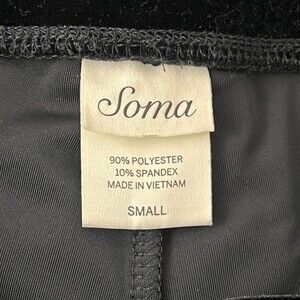 Soma
90% POLYESTER
10% SPANDEX
MADE IN VIETNAM
SMALL